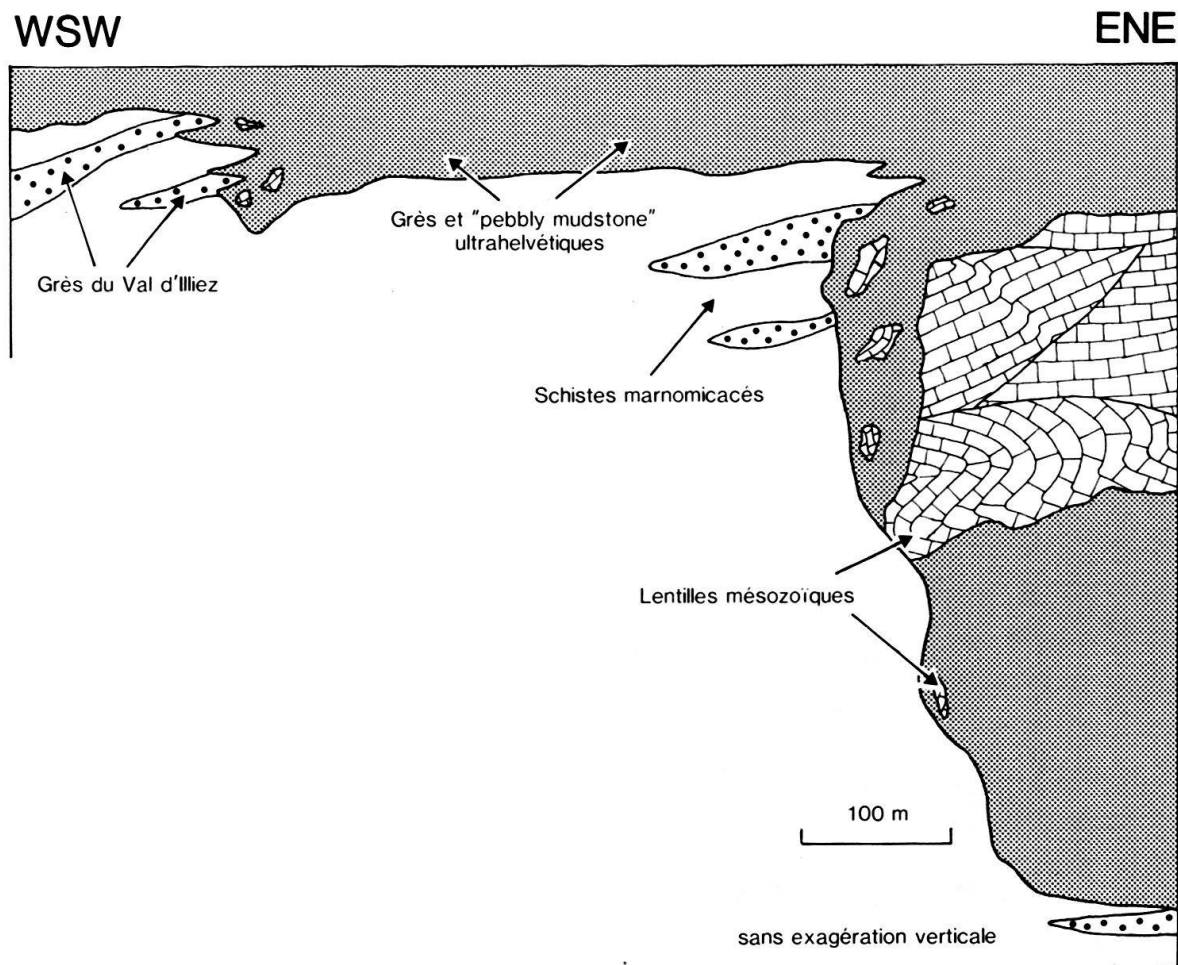 WSW
ENE
Grès et "pebbly mudstone"
ultrahelvétiques
Grès du Val d'Illiez
Schistes marnomicacés
Lentilles mésozoïques
100 m
sans exagération verticale